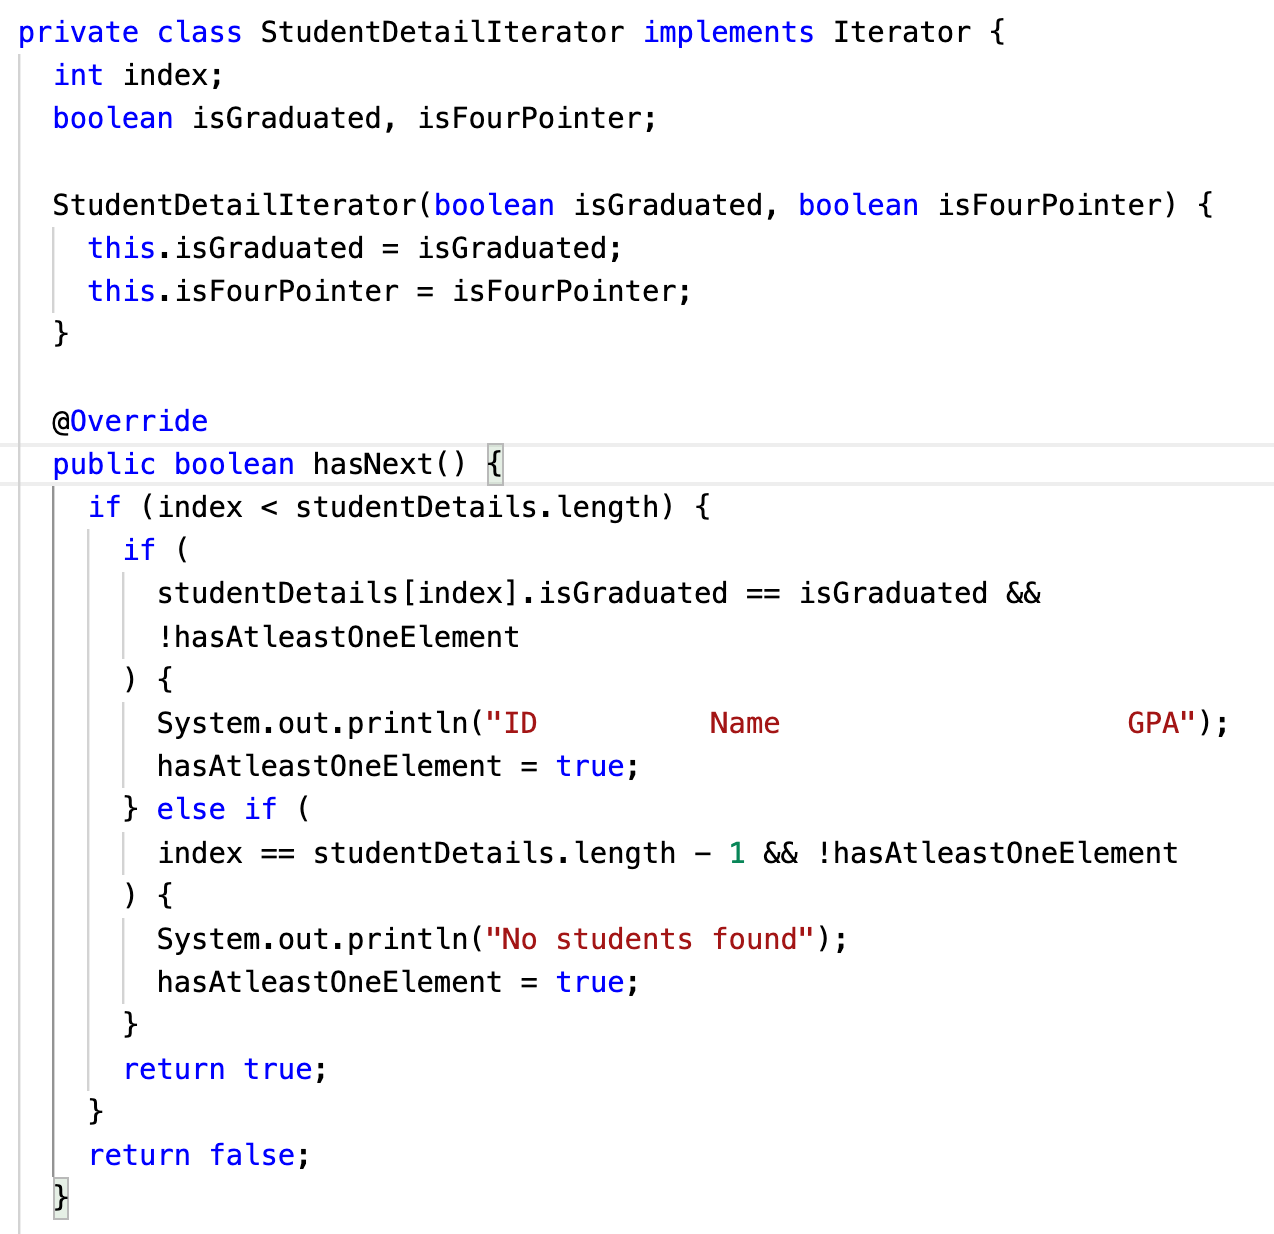 private class StudentDetailIterator implements Iterator {
  int index;
  boolean isGraduated, isFourPointer;

  StudentDetailIterator(boolean isGraduated, boolean isFourPointer) {
    this.isGraduated = isGraduated;
    this.isFourPointer = isFourPointer;
  }

  @Override
  public boolean hasNext() {
    if (index < studentDetails.length) {
      if (
        studentDetails[index].isGraduated == isGraduated &&
        !hasAtleastOneElement
      ) {
        System.out.println("ID          Name                    GPA");
        hasAtleastOneElement = true;
      } else if (
        index == studentDetails.length - 1 && !hasAtleastOneElement
      ) {
        System.out.println("No students found");
        hasAtleastOneElement = true;
      }
      return true;
    }
    return false;
  }